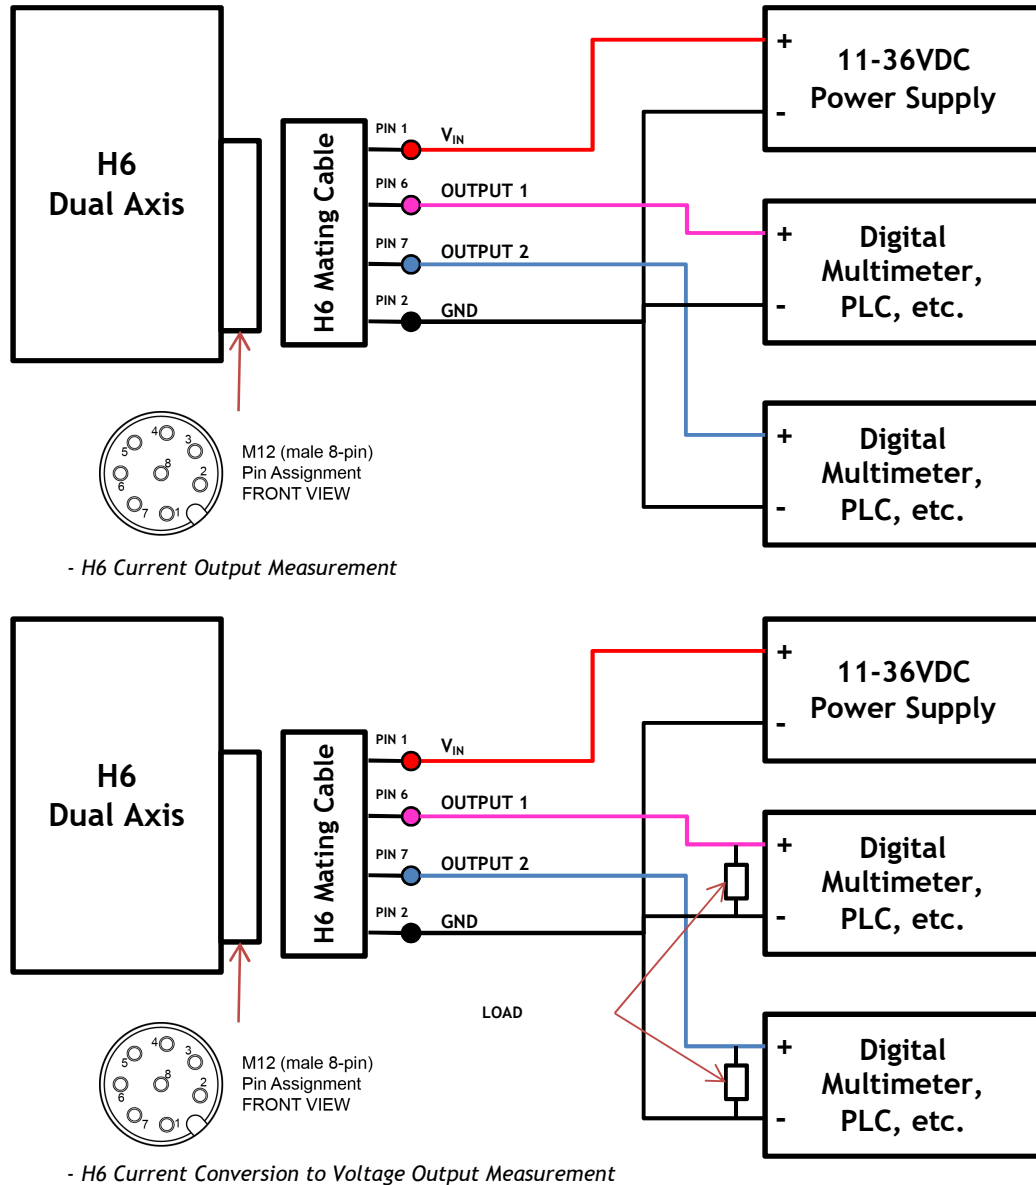 +
11-36VDC
Power Supply
-
H6
Dual Axis
H6 Mating Cable
PIN 1
V_IN
PIN 6
OUTPUT 1
PIN 7
OUTPUT 2
PIN 2
GND
+
Digital
Multimeter,
PLC, etc.
-
+
Digital
Multimeter,
PLC, etc.
-
4
3
5
8
2
6
7
1
M12 (male 8-pin)
Pin Assignment
FRONT VIEW
- H6 Current Output Measurement
+
11-36VDC
Power Supply
-
H6
Dual Axis
H6 Mating Cable
PIN 1
V_IN
PIN 6
OUTPUT 1
PIN 7
OUTPUT 2
PIN 2
GND
+
Digital
Multimeter,
PLC, etc.
-
LOAD
+
Digital
Multimeter,
PLC, etc.
-
4
3
5
8
2
6
7
1
M12 (male 8-pin)
Pin Assignment
FRONT VIEW
- H6 Current Conversion to Voltage Output Measurement